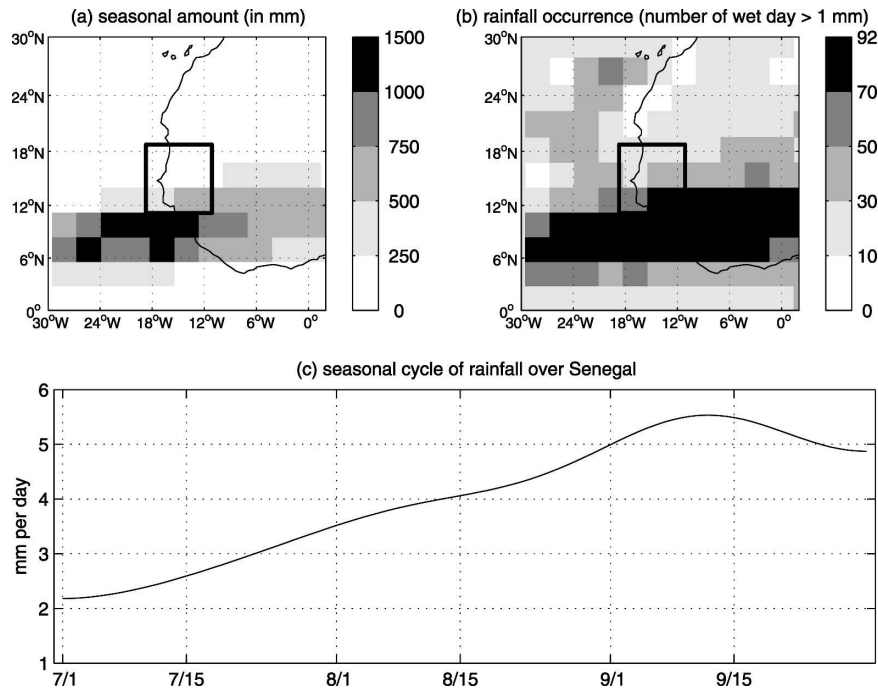 (a) seasonal amount (in mm)
30°N
24°N
18°N
12°N
6°N
0°
30°W 24°W 18°W 12°W 6°W 0°
1500
1000
750
500
250
0
(b) rainfall occurrence (number of wet day > 1 mm)
30°N
24°N
18°N
12°N
6°N
0°
30°W 24°W 18°W 12°W 6°W 0°
92
70
50
30
10
0
(c) seasonal cycle of rainfall over Senegal
mm per day
6
5
4
3
2
1
7/1 7/15 8/1 8/15 9/1 9/15